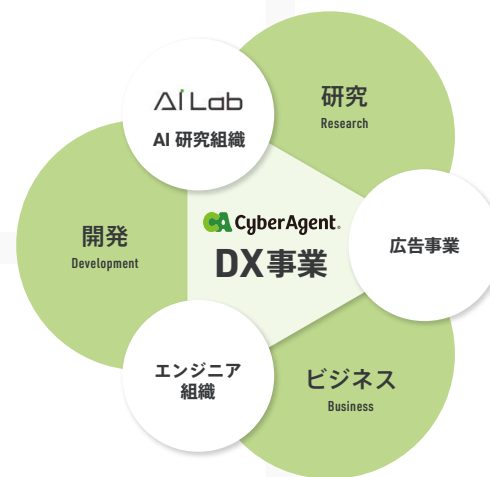 研究
Research
AI Lab
AI 研究組織
開発
Development
CA CyberAgent®
DX事業
広告事業
エンジニア
組織
ビジネス
Business